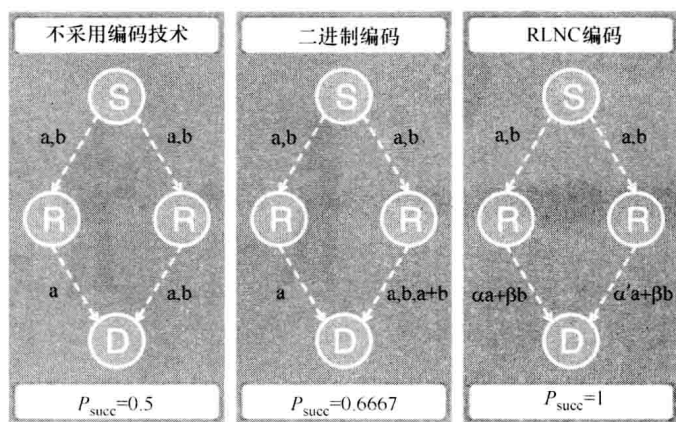 不采用编码技术
二进制编码
RLNC编码
S
S
S
a,b
a,b
a,b
a,b
a,b
a,b
R
R
R
R
R
R
a
a,b
a
a,b,a+b
αa+βb
α'a+βb
D
D
D
P_succ=0.5
P_succ=0.6667
P_succ=1